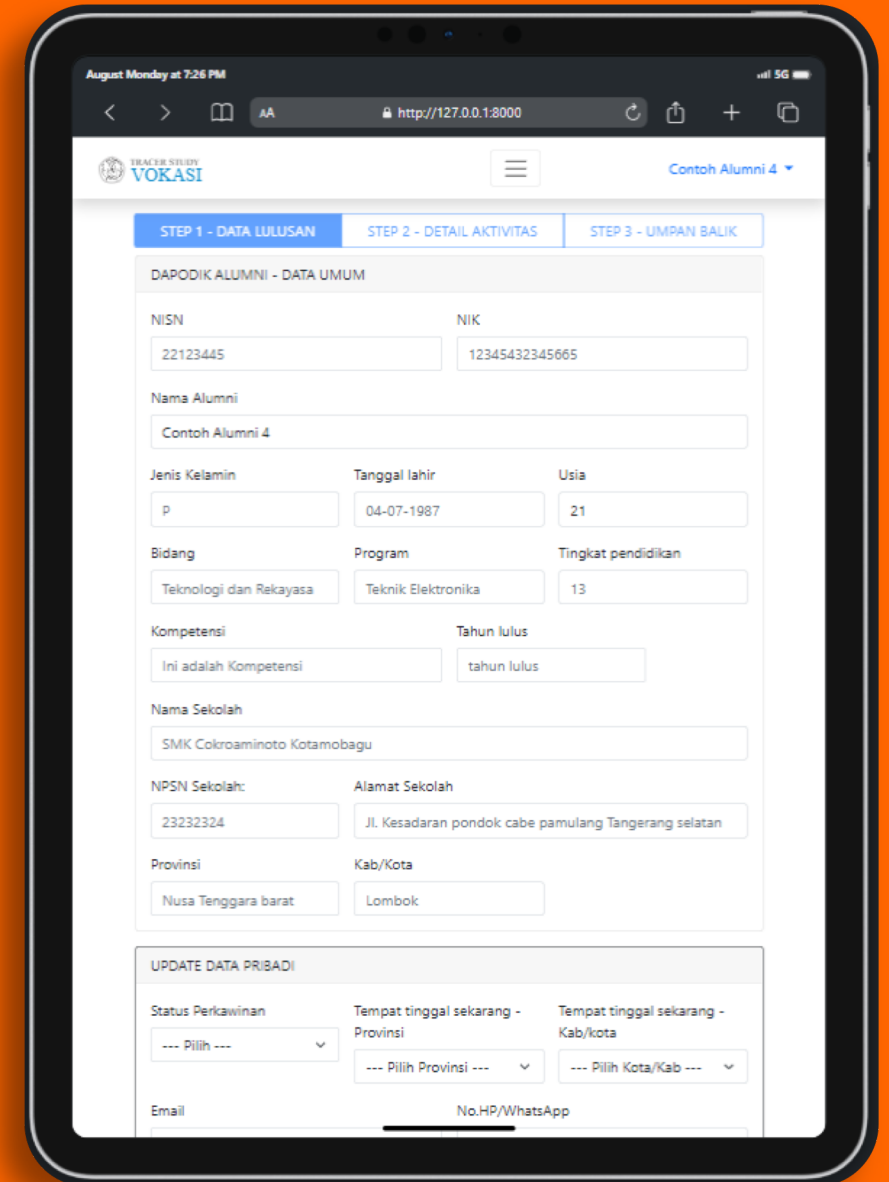 August Monday at 7:26 PM
5G
AA
http://127.0.0.1:8000
TRACER STUDY
VOKASI
Contoh Alumni 4
STEP 1 - DATA LULUSAN
STEP 2 - DETAIL AKTIVITAS
STEP 3 - UMPAN BALIK
DAPODIK ALUMNI - DATA UMUM
NISN
NIK
22123445
12345432345665
Nama Alumni
Contoh Alumni 4
Jenis Kelamin
Tanggal lahir
Usia
P
04-07-1987
21
Bidang
Program
Tingkat pendidikan
Teknologi dan Rekayasa
Teknik Elektronika
13
Kompetensi
Tahun lulus
Ini adalah Kompetensi
tahun lulus
Nama Sekolah
SMK Cokroaminoto Kotamobagu
NPSN Sekolah:
Alamat Sekolah
23232324
Jl. Kesadaran pondok cabe pamulang Tangerang selatan
Provinsi
Kab/Kota
Nusa Tenggara barat
Lombok
UPDATE DATA PRIBADI
Status Perkawinan
--- Pilih ---
Tempat tinggal sekarang -
Provinsi
--- Pilih Provinsi ---
Tempat tinggal sekarang -
Kab/kota
--- Pilih Kota/Kab ---
Email
No.HP/WhatsApp